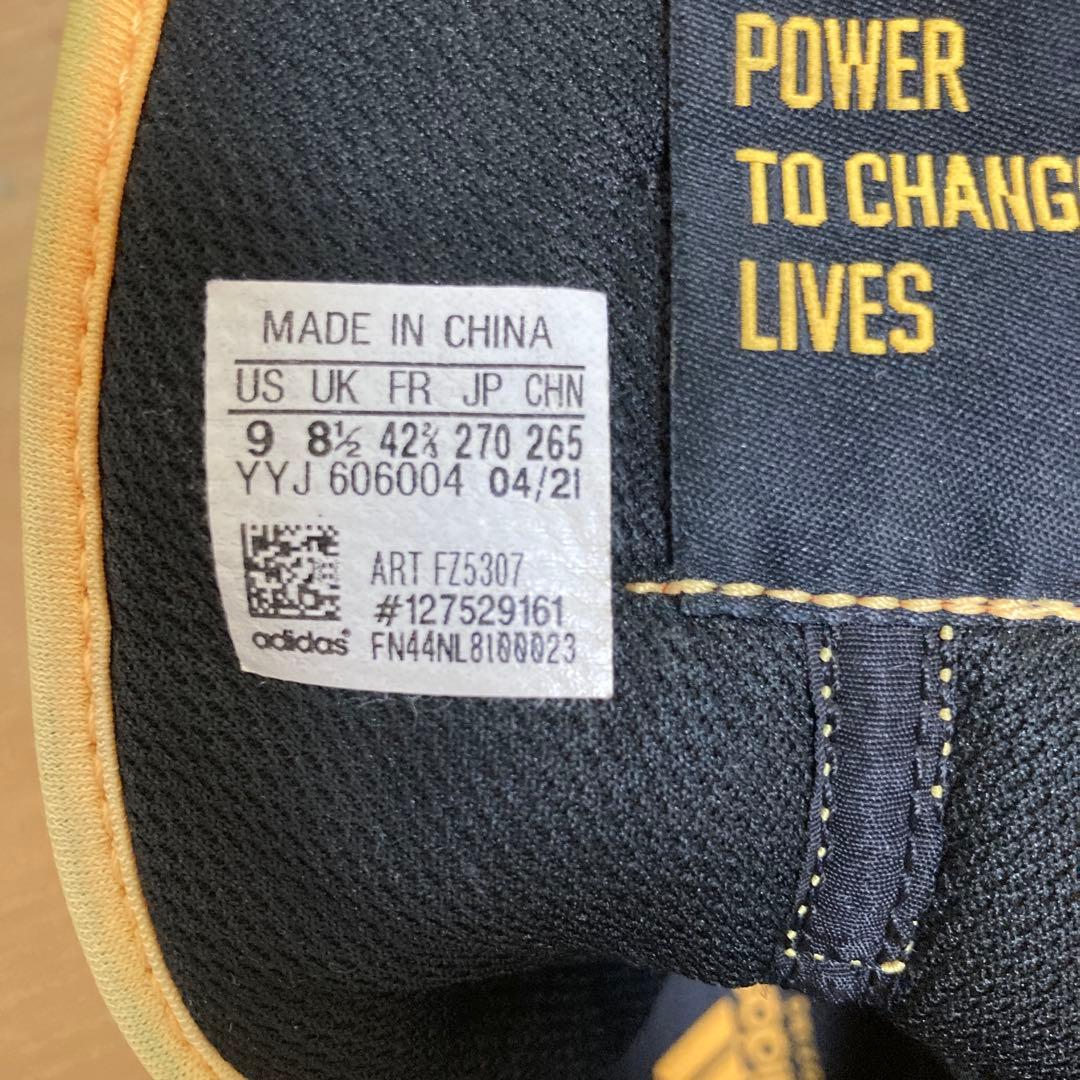 POWER
TO CHANG
LIVES
MADE IN CHINA
US UK FR JP CHN
9 8½ 42⅔ 270 265
YYJ 606004 04/21
ART FZ5307
#127529161
adidas® FN44NL8100023